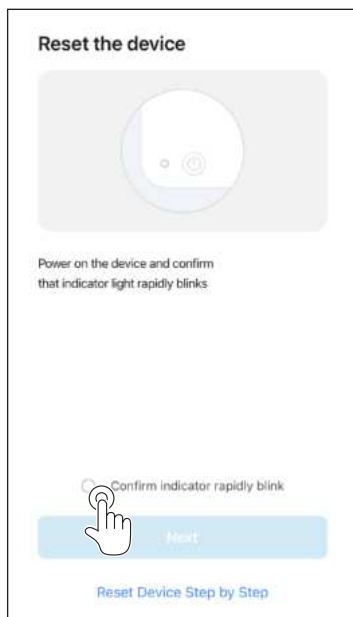 Reset the device
Power on the device and confirm
that indicator light rapidly blinks
Confirm indicator rapidly blink
Next
Reset Device Step by Step